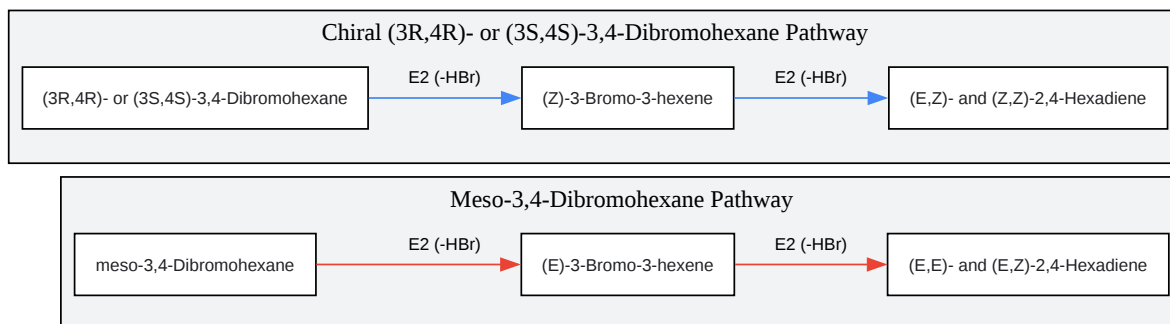 Chiral (3R,4R)- or (3S,4S)-3,4-Dibromohexane Pathway
E2 (-HBr)
E2 (-HBr)
(3R,4R)- or (3S,4S)-3,4-Dibromohexane
(Z)-3-Bromo-3-hexene
(E,Z)- and (Z,Z)-2,4-Hexadiene
Meso-3,4-Dibromohexane Pathway
E2 (-HBr)
E2 (-HBr)
meso-3,4-Dibromohexane
(E)-3-Bromo-3-hexene
(E,E)- and (E,Z)-2,4-Hexadiene